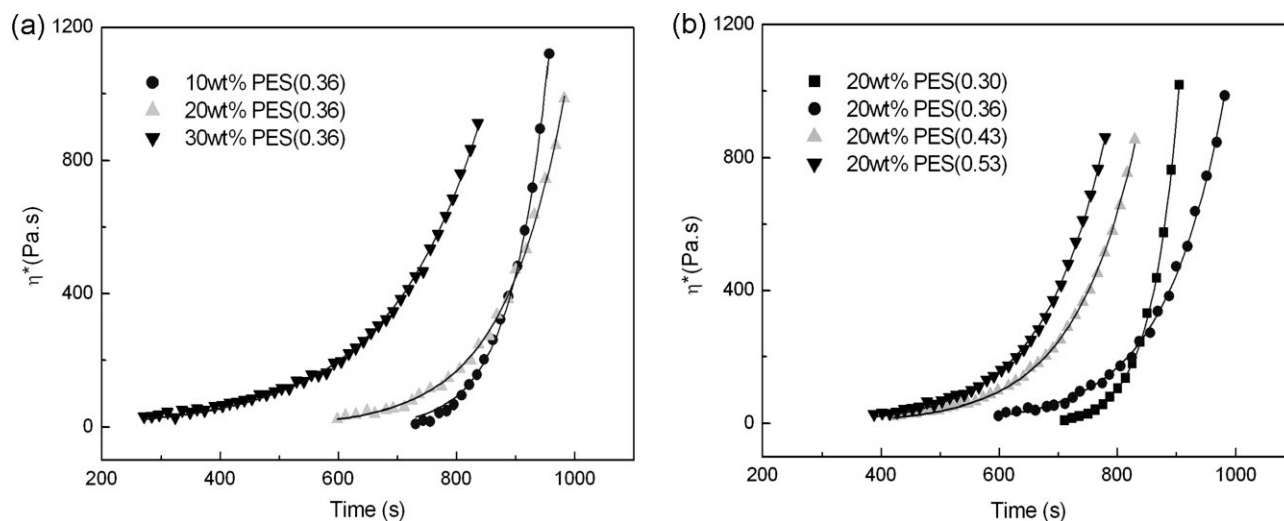 (a)
1200
800
400
0
η*(Pa.s)
10wt% PES(0.36)
20wt% PES(0.36)
30wt% PES(0.36)
200 400 600 800 1000
Time (s)
(b)
1200
800
400
0
η*(Pa.s)
20wt% PES(0.30)
20wt% PES(0.36)
20wt% PES(0.43)
20wt% PES(0.53)
200 400 600 800 1000
Time (s)